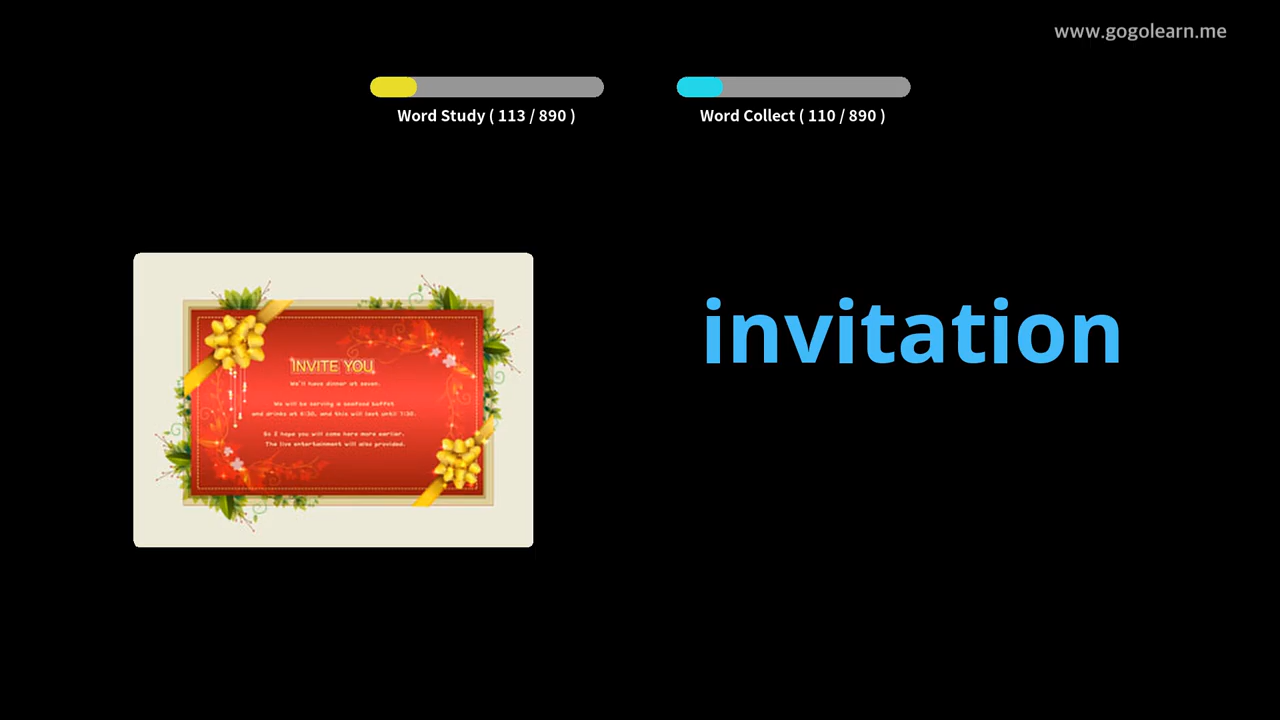 www.gogolearn.me
Word Study ( 113 / 890 )
Word Collect ( 110 / 890 )
invitation
INVITE YOU
We'll have dinner at seven.
We will be serving a seafood buffet
and drinks at 6:30, and this will last until 7:30.
So I hope you will come here more earlier.
The live entertainment will also provided.